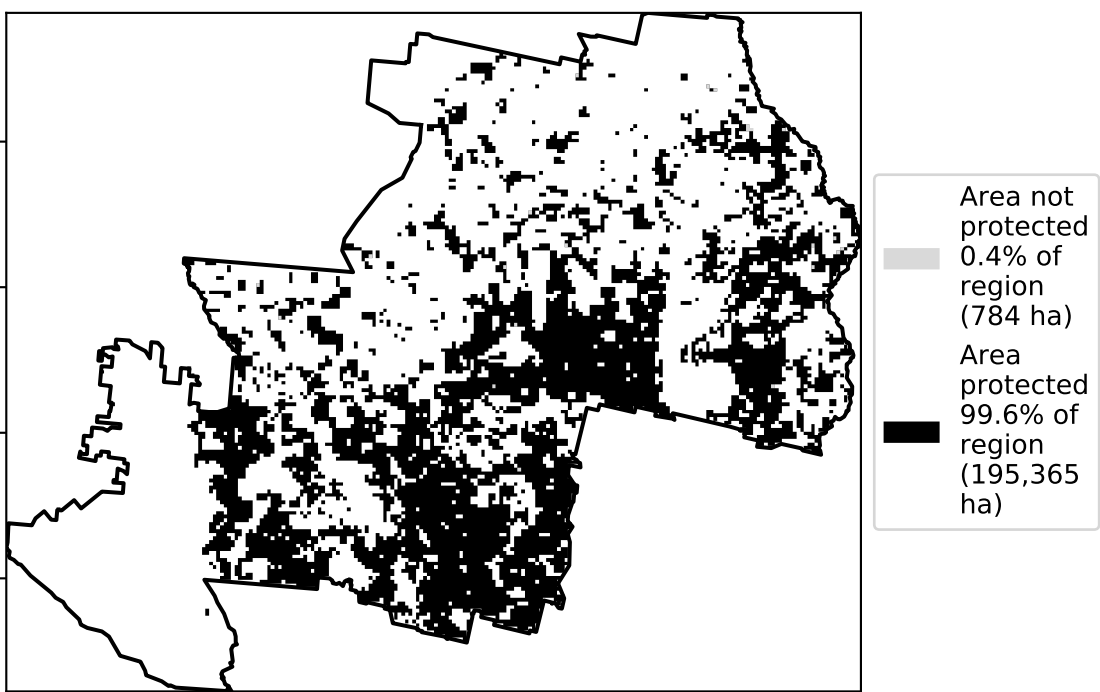 Area not
protected
0.4% of
region
(784 ha)
Area
protected
99.6% of
region
(195,365
ha)